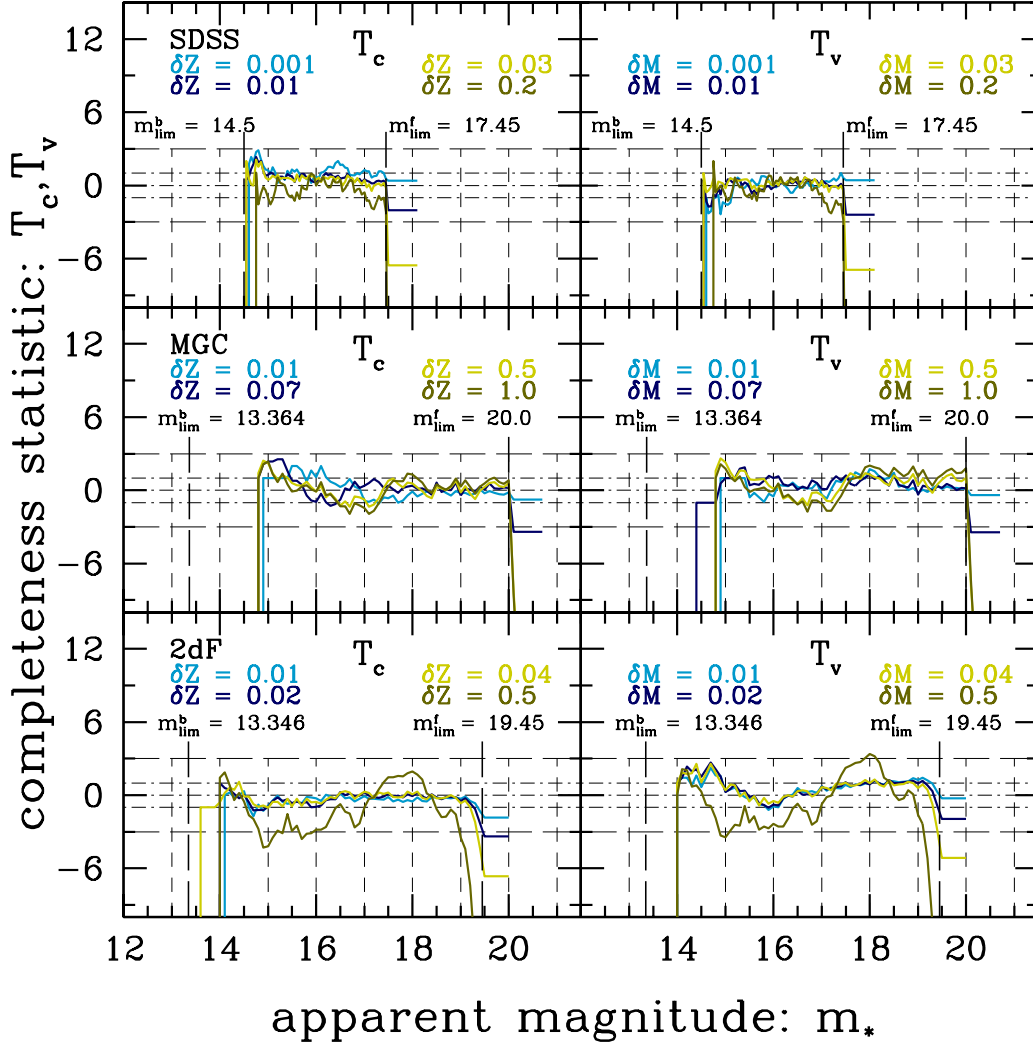 completeness statistic: T_c, T_v
12
6
0
−6
SDSS T_c
δZ = 0.001 δZ = 0.03
δZ = 0.01 δZ = 0.2
m^b_lim = 14.5 m^f_lim = 17.45
T_v
δM = 0.001 δM = 0.03
δM = 0.01 δM = 0.2
m^b_lim = 14.5 m^f_lim = 17.45
12
6
0
−6
MGC T_c
δZ = 0.01 δZ = 0.5
δZ = 0.07 δZ = 1.0
m^b_lim = 13.364 m^f_lim = 20.0
T_v
δM = 0.01 δM = 0.5
δM = 0.07 δM = 1.0
m^b_lim = 13.364 m^f_lim = 20.0
12
6
0
−6
2dF T_c
δZ = 0.01 δZ = 0.04
δZ = 0.02 δZ = 0.5
m^b_lim = 13.346 m^f_lim = 19.45
T_v
δM = 0.01 δM = 0.04
δM = 0.02 δM = 0.5
m^b_lim = 13.346 m^f_lim = 19.45
12 14 16 18 20 14 16 18 20
apparent magnitude: m_*